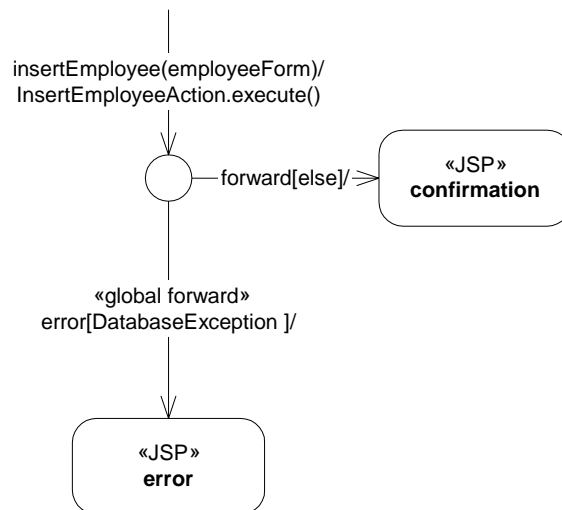 insertEmployee(employeeForm)/
InsertEmployeeAction.execute()
forward[else]/
«JSP»
confirmation
«global forward»
error[DatabaseException ]/
«JSP»
error